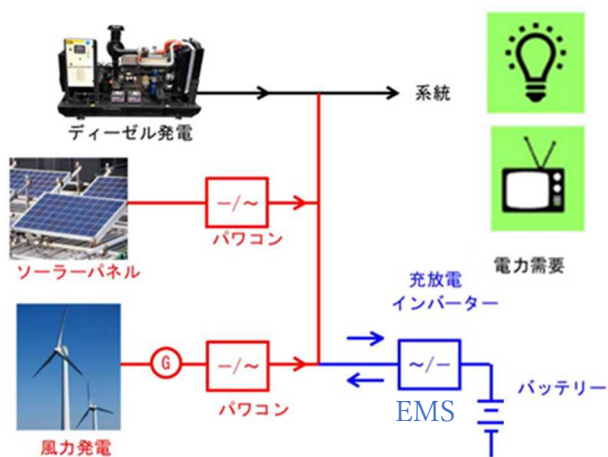 ディーゼル発電
系統
−/～
パワコン
ソーラーパネル
電力需要
充放電
インバーター
G
−/～
パワコン
～/−
EMS
バッテリー
風力発電